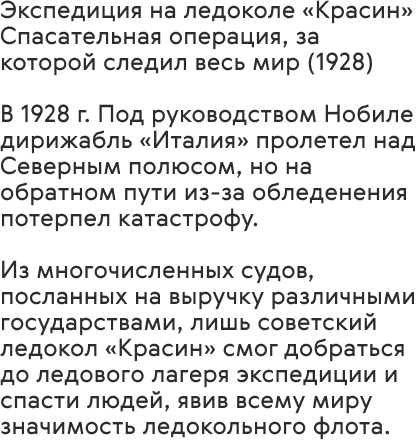 Экспедиция на ледоколе «Красин»
Спасательная операция, за
которой следил весь мир (1928)
В 1928 г. Под руководством Нобиле
дирижабль «Италия» пролетел над
Северным полюсом, но на
обратном пути из-за обледенения
потерпел катастрофу.
Из многочисленных судов,
посланных на выручку различными
государствами, лишь советский
ледокол «Красин» смог добраться
до ледового лагеря экспедиции и
спасти людей, явив всему миру
значимость ледокольного флота.